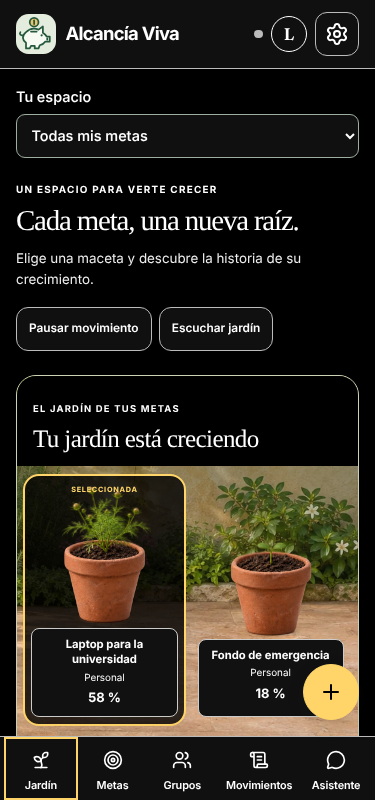 Alcancía Viva
L
Tu espacio
Todas mis metas
UN ESPACIO PARA VERTE CRECER
Cada meta, una nueva raíz.
Elige una maceta y descubre la historia de su
crecimiento.
Pausar movimiento
Escuchar jardín
EL JARDÍN DE TUS METAS
Tu jardín está creciendo
SELECCIONADA
Laptop para la
universidad
Personal
58 %
Fondo de emergencia
Personal
18 %
Jardín
Metas
Grupos
Movimientos
Asistente